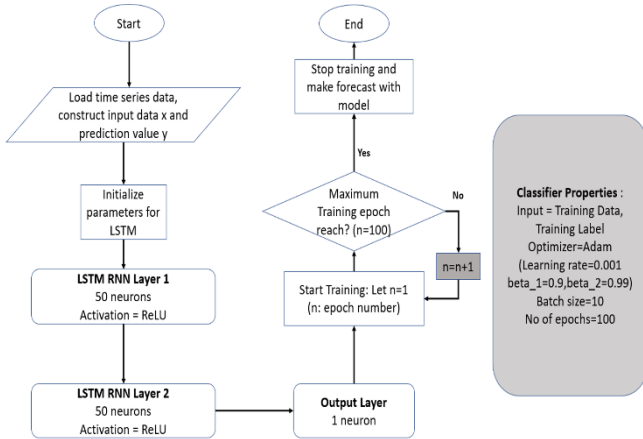 Start
Load time series data,
construct input data x and
prediction value y
Initialize
parameters for
LSTM
LSTM RNN Layer 1
50 neurons
Activation = ReLU
LSTM RNN Layer 2
50 neurons
Activation = ReLU
Output Layer
1 neuron
Start Training: Let n=1
(n: epoch number)
Maximum
Training epoch
reach? (n=100)
No
n=n+1
Yes
Stop training and
make forecast with
model
End
Classifier Properties :
Input = Training Data,
Training Label
Optimizer=Adam
(Learning rate=0.001
beta_1=0.9,beta_2=0.99)
Batch size=10
No of epochs=100